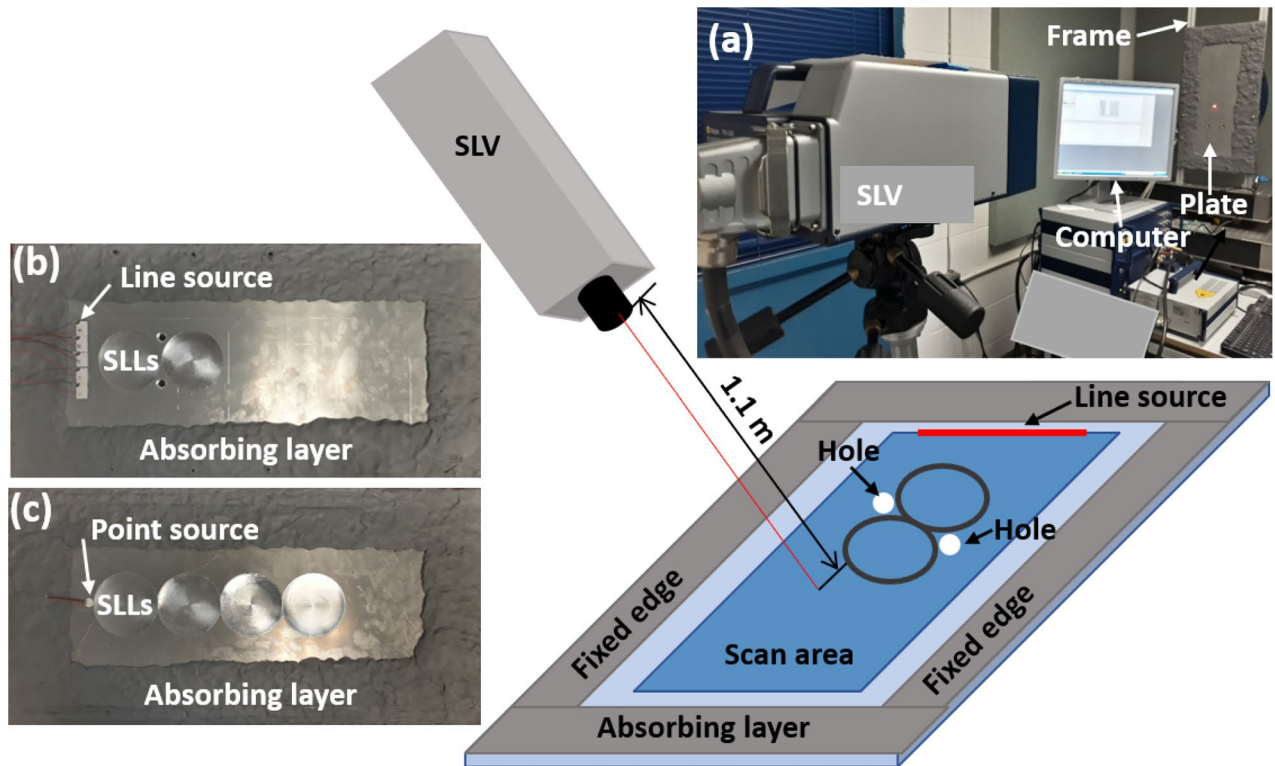 (a)
Frame
SLV
Plate
Computer
SLV
(b)
Line source
SLLs
Absorbing layer
(c)
Point source
SLLs
Absorbing layer
1.1 m
Line source
Hole
Hole
Fixed edge
Scan area
Fixed edge
Absorbing layer